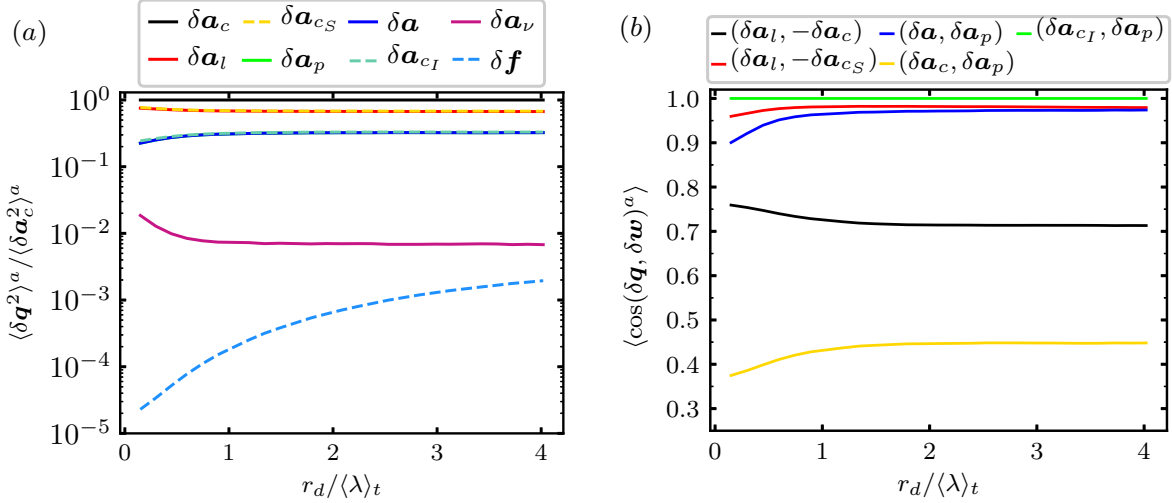 (a)
δa_c δa_{c_S} δa δa_ν
δa_l δa_p δa_{c_I} δf
10^0
10^{-1}
10^{-2}
10^{-3}
10^{-4}
10^{-5}
⟨δq^2⟩^a/⟨δa_c^2⟩^a
0 1 2 3 4
r_d/⟨λ⟩_t
(b)
(δa_l, −δa_c) (δa, δa_p) (δa_{c_I}, δa_p)
(δa_l, −δa_{c_S}) (δa_c, δa_p)
1.0
0.9
0.8
0.7
0.6
0.5
0.4
0.3
⟨cos(δq, δw)^a⟩
0 1 2 3 4
r_d/⟨λ⟩_t